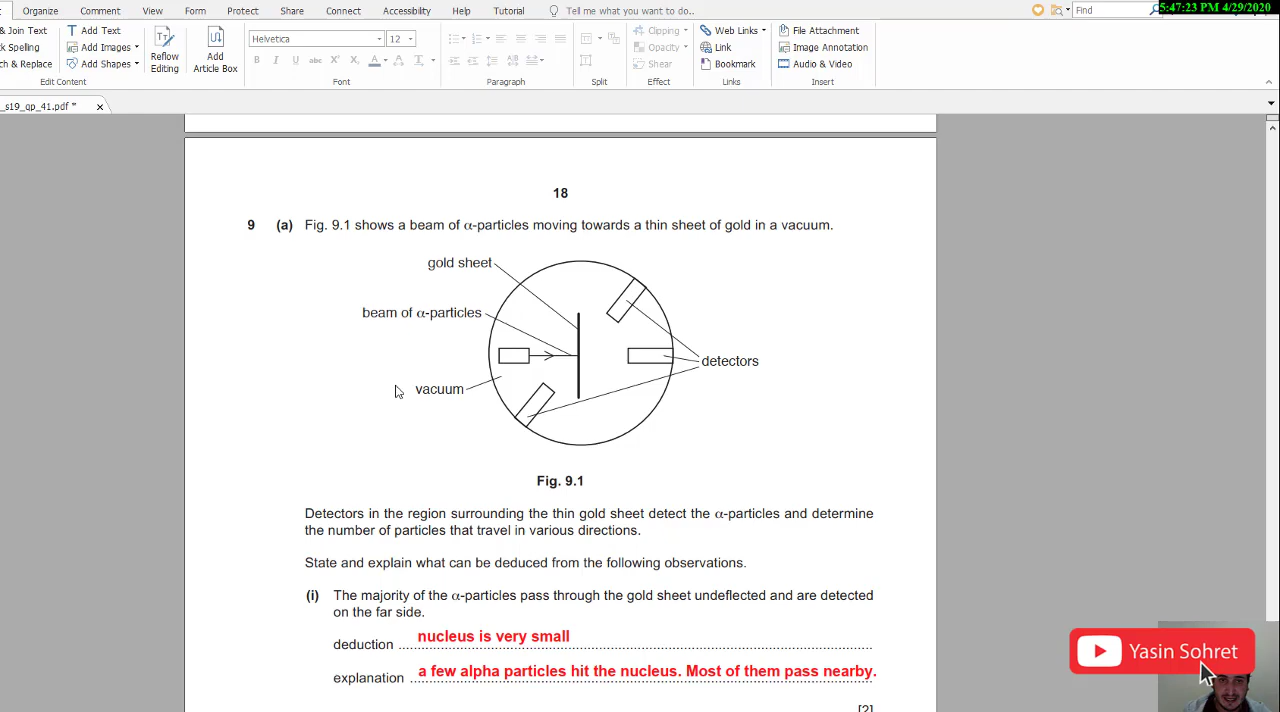 5:47:23 PM 4/29/2020
Organize Comment View Form Protect Share Connect Accessibility Help Tutorial Tell me what you want to do.. Find
Join Text Add Text Helvetica 12 Clipping Web Links File Attachment
Spelling Add Images Reflow Editing Add Article Box Opacity Link Image Annotation
& Replace Add Shapes Shear Bookmark Audio & Video
Edit Content Font Paragraph Split Effect Links Insert
_s19_qp_41.pdf *
18
9 (a) Fig. 9.1 shows a beam of α-particles moving towards a thin sheet of gold in a vacuum.
gold sheet
beam of α-particles
detectors
vacuum
Fig. 9.1
Detectors in the region surrounding the thin gold sheet detect the α-particles and determine
the number of particles that travel in various directions.
State and explain what can be deduced from the following observations.
(i) The majority of the α-particles pass through the gold sheet undeflected and are detected
on the far side.
deduction nucleus is very small
explanation a few alpha particles hit the nucleus. Most of them pass nearby.
[2]
Yasin Sohret